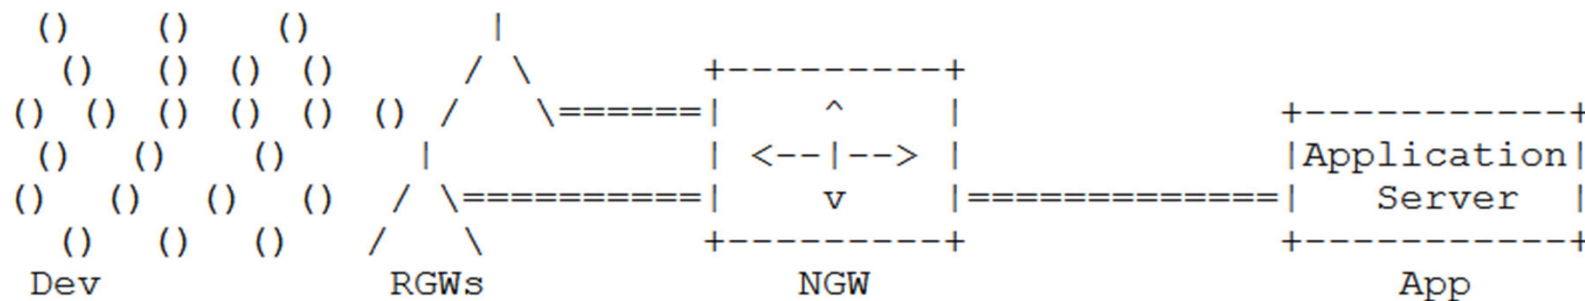 ()    ()    ()               |
  ()   ()  () ()           / \       +---------+
()  ()  ()  ()  ()  ()  /      \======|    ^    |             +-----------+
 ()   ()    ()           |           | <--|--> |             |Application|
()   ()   ()   ()   / \==========|    v    |=============|   Server  |
  ()   ()  ()    /   \         +---------+             +-----------+
Dev RGWs NGW App